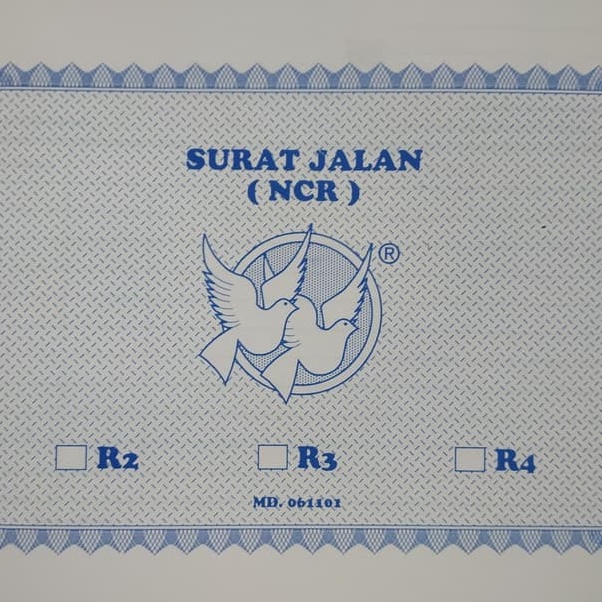 SURAT JALAN
( NCR )
®
R2 R3 R4
MD. 061101